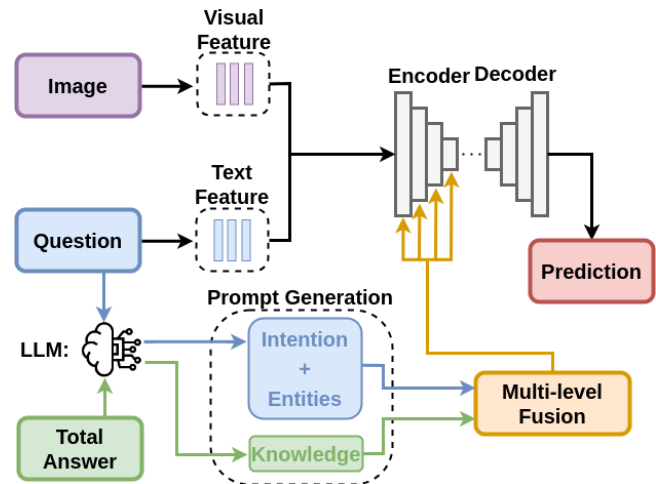 Visual
Feature
Image
Encoder
Decoder
Text
Feature
Question
Prediction
Prompt Generation
LLM:
Intention
+
Entities
Multi-level
Fusion
Total
Answer
Knowledge